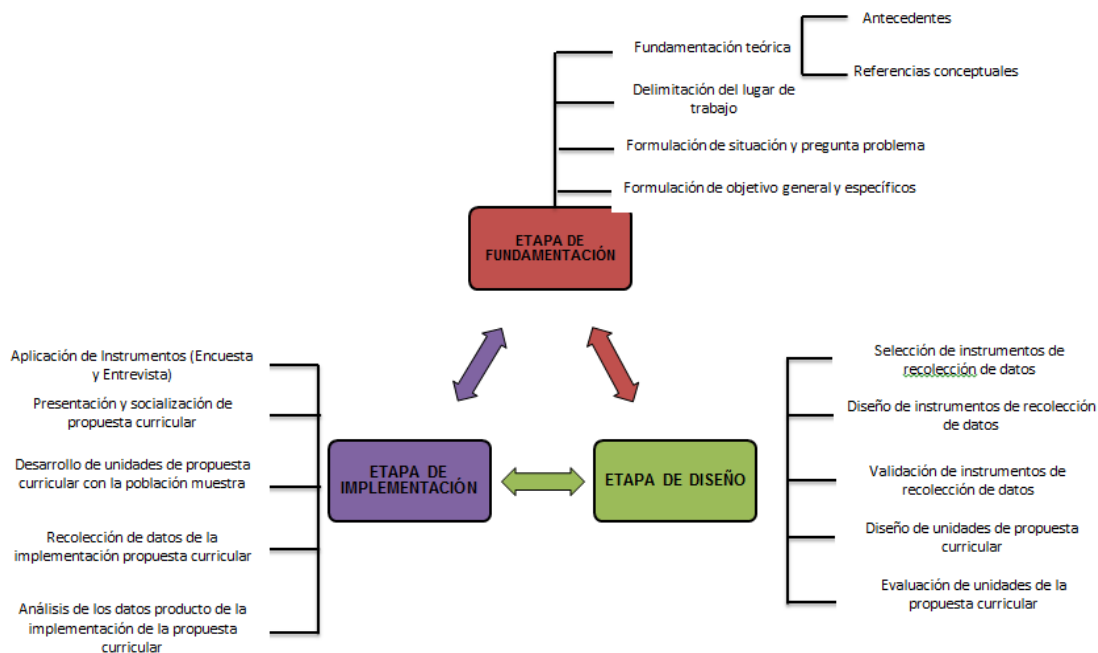 Antecedentes
Fundamentación teórica
Referencias conceptuales
Delimitación del lugar de
trabajo
Formulación de situación y pregunta problema
Formulación de objetivo general y específicos
ETAPA DE
FUNDAMENTACIÓN
Aplicación de Instrumentos (Encuesta
y Entrevista)
Presentación y socialización de
propuesta curricular
Desarrollo de unidades de propuesta
curricular con la población muestra
Recolección de datos de la
implementación propuesta curricular
Análisis de los datos producto de la
implementación de la propuesta
curricular
ETAPA DE
IMPLEMENTACIÓN
ETAPA DE DISEÑO
Selección de instrumentos de
recolección de datos
Diseño de instrumentos de recolección
de datos
Validación de instrumentos de
recolección de datos
Diseño de unidades de propuesta
curricular
Evaluación de unidades de la
propuesta curricular